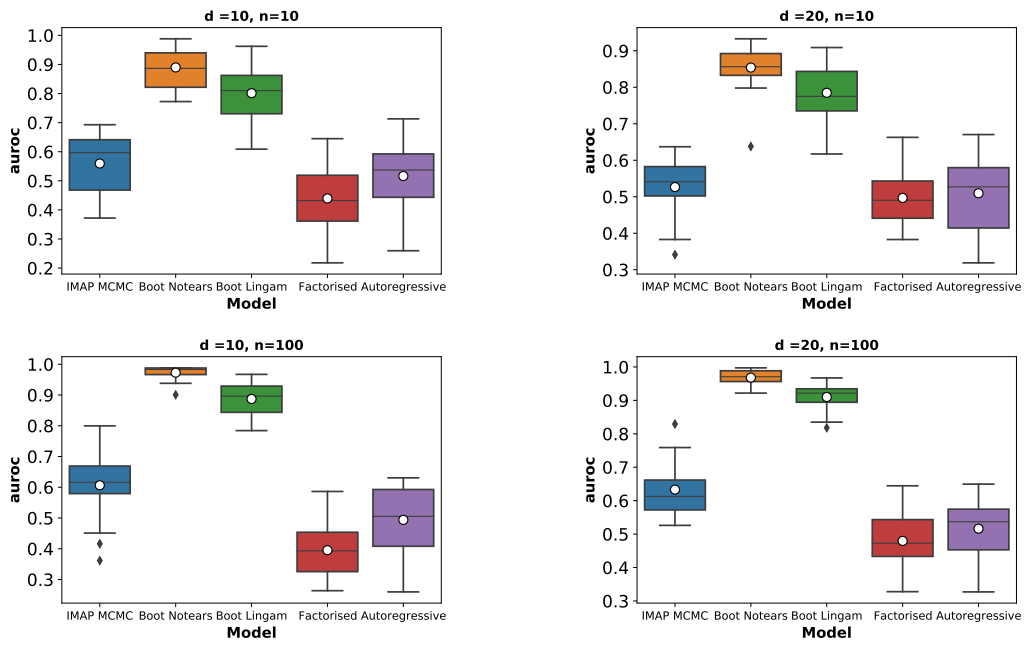 d =10, n=10
auroc
1.0
0.9
0.8
0.7
0.6
0.5
0.4
0.3
0.2
IMAP MCMC Boot Notears Boot Lingam Factorised Autoregressive
Model
d =20, n=10
auroc
0.9
0.8
0.7
0.6
0.5
0.4
0.3
IMAP MCMC Boot Notears Boot Lingam Factorised Autoregressive
Model
d =10, n=100
auroc
1.0
0.9
0.8
0.7
0.6
0.5
0.4
0.3
IMAP MCMC Boot Notears Boot Lingam Factorised Autoregressive
Model
d =20, n=100
auroc
1.0
0.9
0.8
0.7
0.6
0.5
0.4
0.3
IMAP MCMC Boot Notears Boot Lingam Factorised Autoregressive
Model